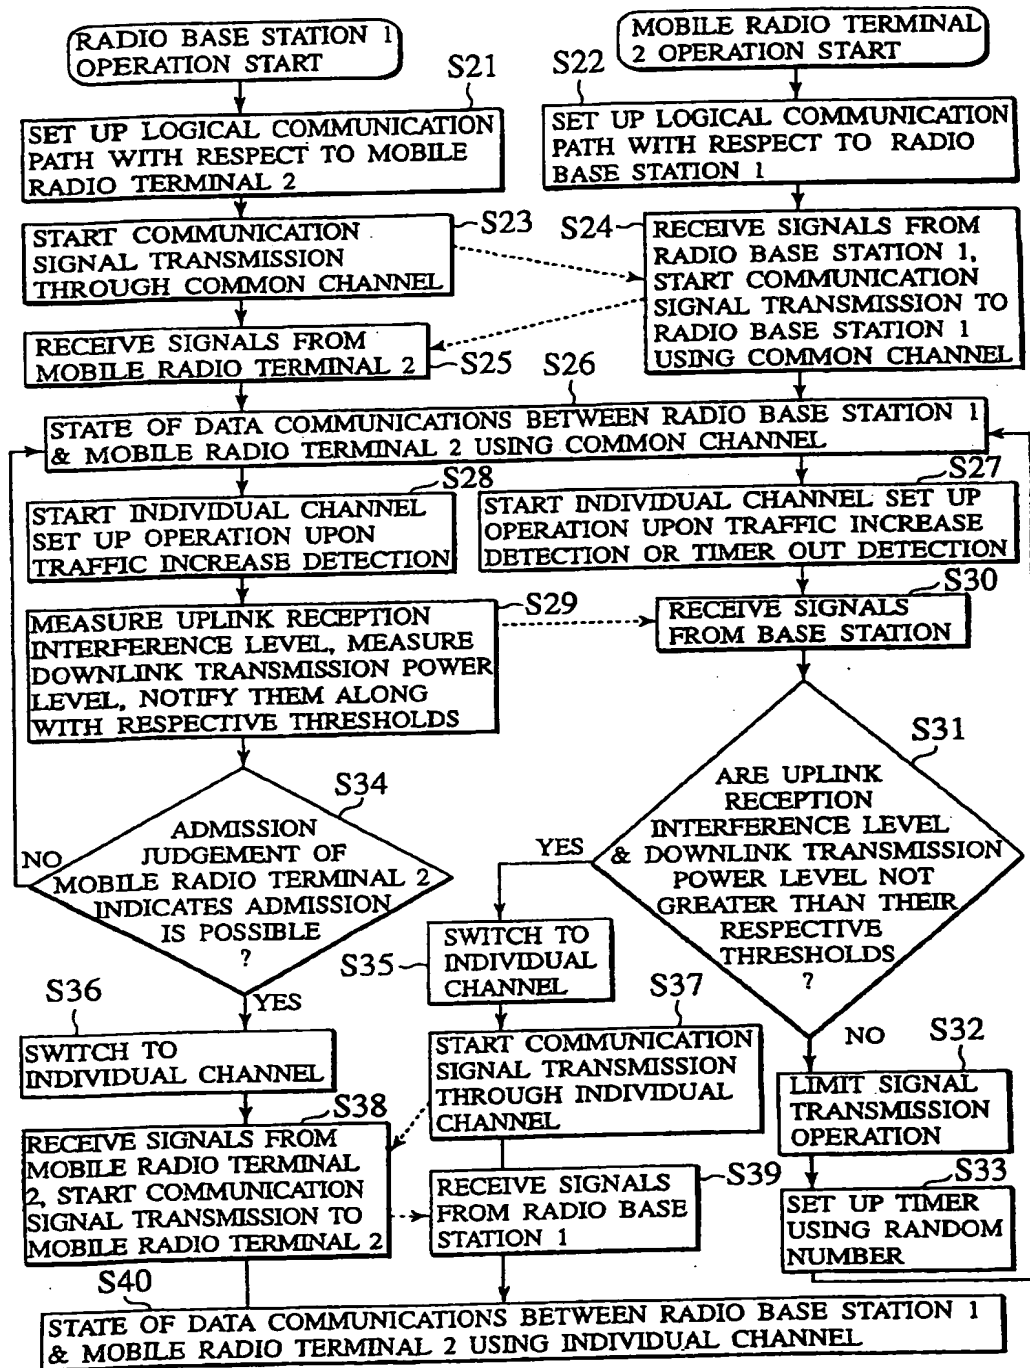 RADIO BASE STATION 1
OPERATION START
MOBILE RADIO TERMINAL
2 OPERATION START
S21
SET UP LOGICAL COMMUNICATION
PATH WITH RESPECT TO MOBILE
RADIO TERMINAL 2
S22
SET UP LOGICAL COMMUNICATION
PATH WITH RESPECT TO RADIO
BASE STATION 1
S23
START COMMUNICATION
SIGNAL TRANSMISSION
THROUGH COMMON CHANNEL
S24
RECEIVE SIGNALS FROM
RADIO BASE STATION 1,
START COMMUNICATION
SIGNAL TRANSMISSION TO
RADIO BASE STATION 1
USING COMMON CHANNEL
RECEIVE SIGNALS FROM
MOBILE RADIO TERMINAL 2
S25
S26
STATE OF DATA COMMUNICATIONS BETWEEN RADIO BASE STATION 1
& MOBILE RADIO TERMINAL 2 USING COMMON CHANNEL
S28
START INDIVIDUAL CHANNEL
SET UP OPERATION UPON
TRAFFIC INCREASE DETECTION
S27
START INDIVIDUAL CHANNEL SET UP
OPERATION UPON TRAFFIC INCREASE
DETECTION OR TIMER OUT DETECTION
S29
MEASURE UPLINK RECEPTION
INTERFERENCE LEVEL, MEASURE
DOWNLINK TRANSMISSION POWER
LEVEL, NOTIFY THEM ALONG
WITH RESPECTIVE THRESHOLDS
S30
RECEIVE SIGNALS
FROM BASE STATION
S31
ARE UPLINK
RECEPTION
INTERFERENCE LEVEL
& DOWNLINK TRANSMISSION
POWER LEVEL NOT
GREATER THAN THEIR
RESPECTIVE
THRESHOLDS
?
YES
NO
S34
ADMISSION
JUDGEMENT OF
MOBILE RADIO TERMINAL 2
INDICATES ADMISSION
IS POSSIBLE
?
NO
YES
S35
SWITCH TO
INDIVIDUAL
CHANNEL
S36
SWITCH TO
INDIVIDUAL CHANNEL
S37
START COMMUNICATION
SIGNAL TRANSMISSION
THROUGH INDIVIDUAL
CHANNEL
S32
LIMIT SIGNAL
TRANSMISSION
OPERATION
S38
RECEIVE SIGNALS FROM
MOBILE RADIO TERMINAL
2, START COMMUNICATION
SIGNAL TRANSMISSION TO
MOBILE RADIO TERMINAL 2
S39
RECEIVE SIGNALS
FROM RADIO BASE
STATION 1
S33
SET UP TIMER
USING RANDOM
NUMBER
S40
STATE OF DATA COMMUNICATIONS BETWEEN RADIO BASE STATION 1
& MOBILE RADIO TERMINAL 2 USING INDIVIDUAL CHANNEL